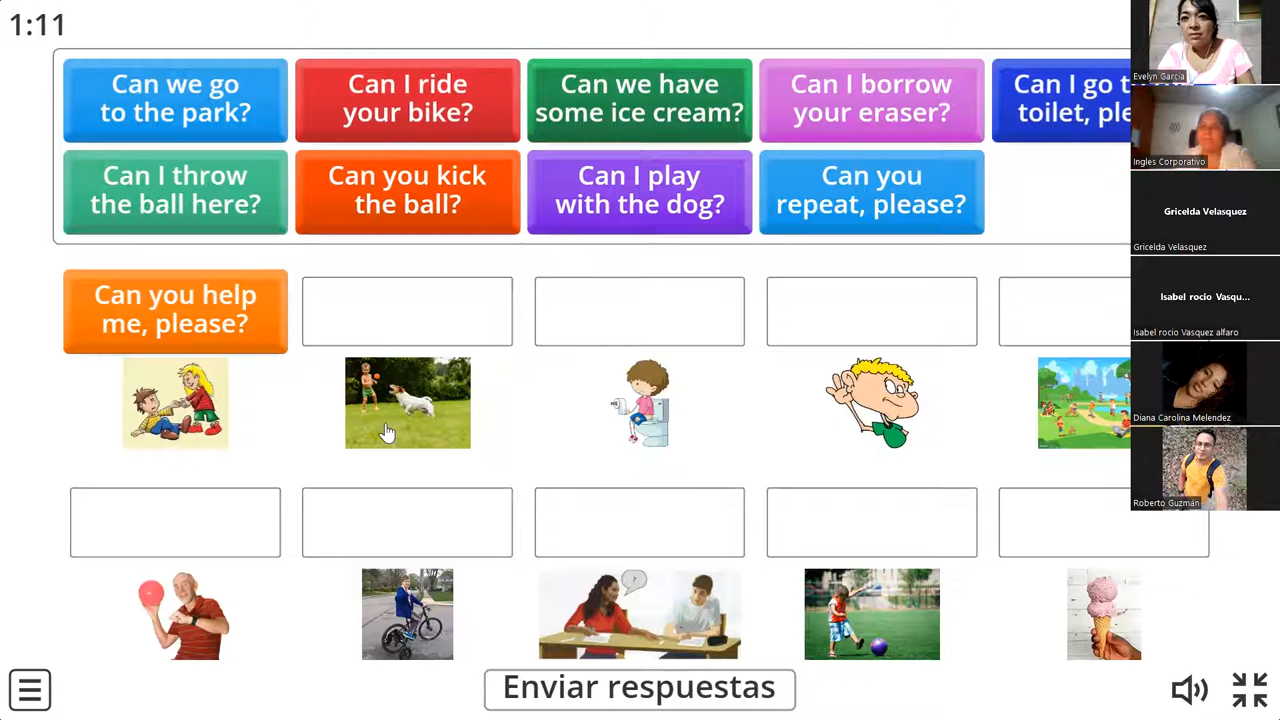 1:11
Can we go
to the park?
Can I ride
your bike?
Can we have
some ice cream?
Can I borrow
your eraser?
Can I go t
toilet, ple
Can I throw
the ball here?
Can you kick
the ball?
Can I play
with the dog?
Can you
repeat, please?
Can you help
me, please?
?
Enviar respuestas
Evelyn Garcia
Ingles Corporativo
Gricelda Velasquez
Gricelda Velasquez
Isabel rocio Vasqu...
Isabel rocio Vasquez alfaro
Diana Carolina Melendez
Roberto Guzmán